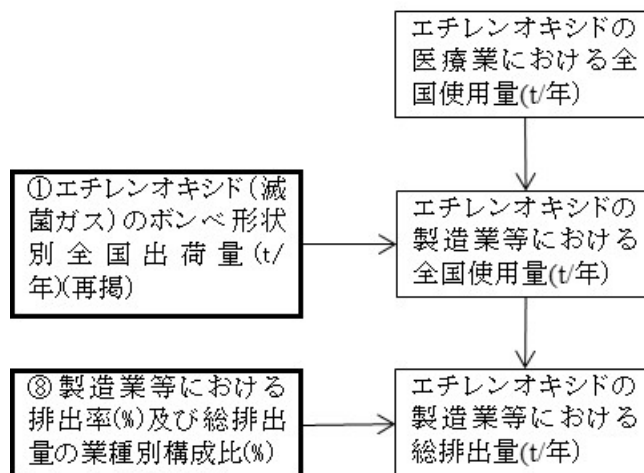 エチレンオキシドの
医療業における全
国使用量(t/年)
①エチレンオキシド(滅
菌ガス)のボンベ形状
別全国出荷量(t/
年)(再掲)
エチレンオキシドの
製造業等における
全国使用量(t/年)
⑧製造業等における
排出率(%)及び総排出
量の業種別構成比(%)
エチレンオキシドの
製造業等における
総排出量(t/年)